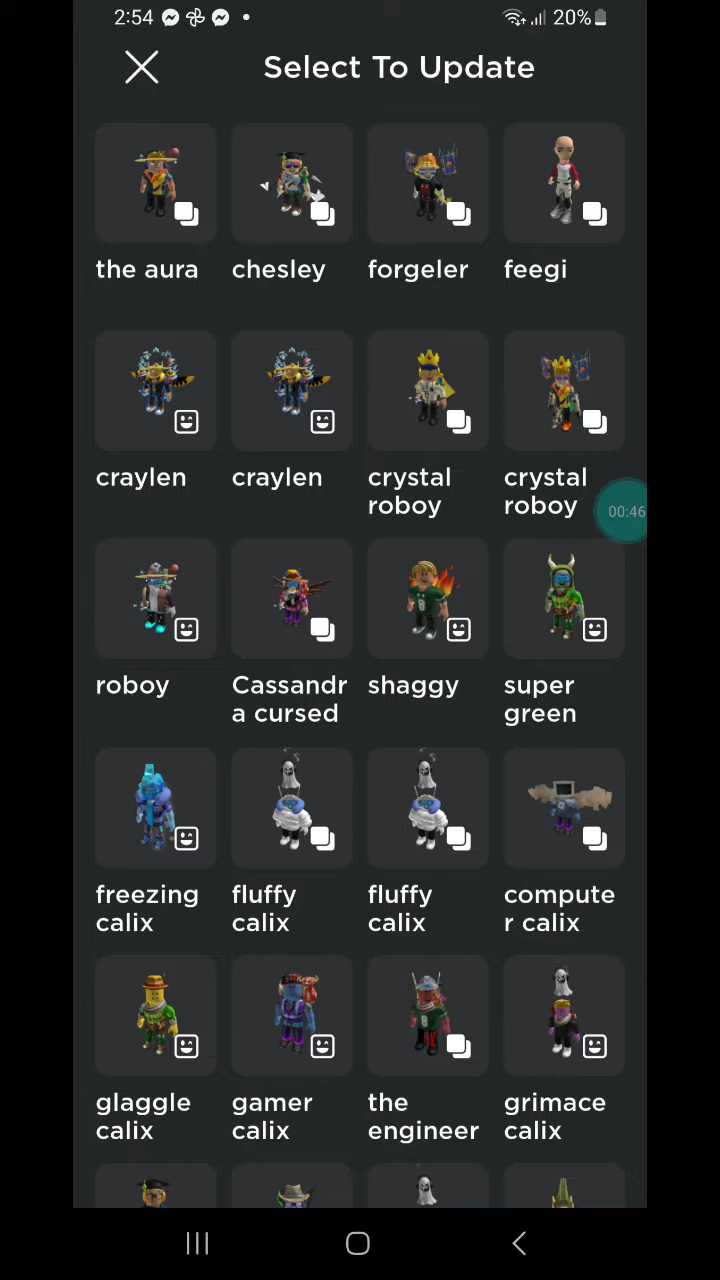 2:54
20%
Select To Update
the aura
chesley
forgeler
feegi
craylen
craylen
crystal
roboy
crystal
roboy
00:46
roboy
Cassandr
a cursed
shaggy
super
green
freezing
calix
fluffy
calix
fluffy
calix
compute
r calix
glaggle
calix
gamer
calix
the
engineer
grimace
calix